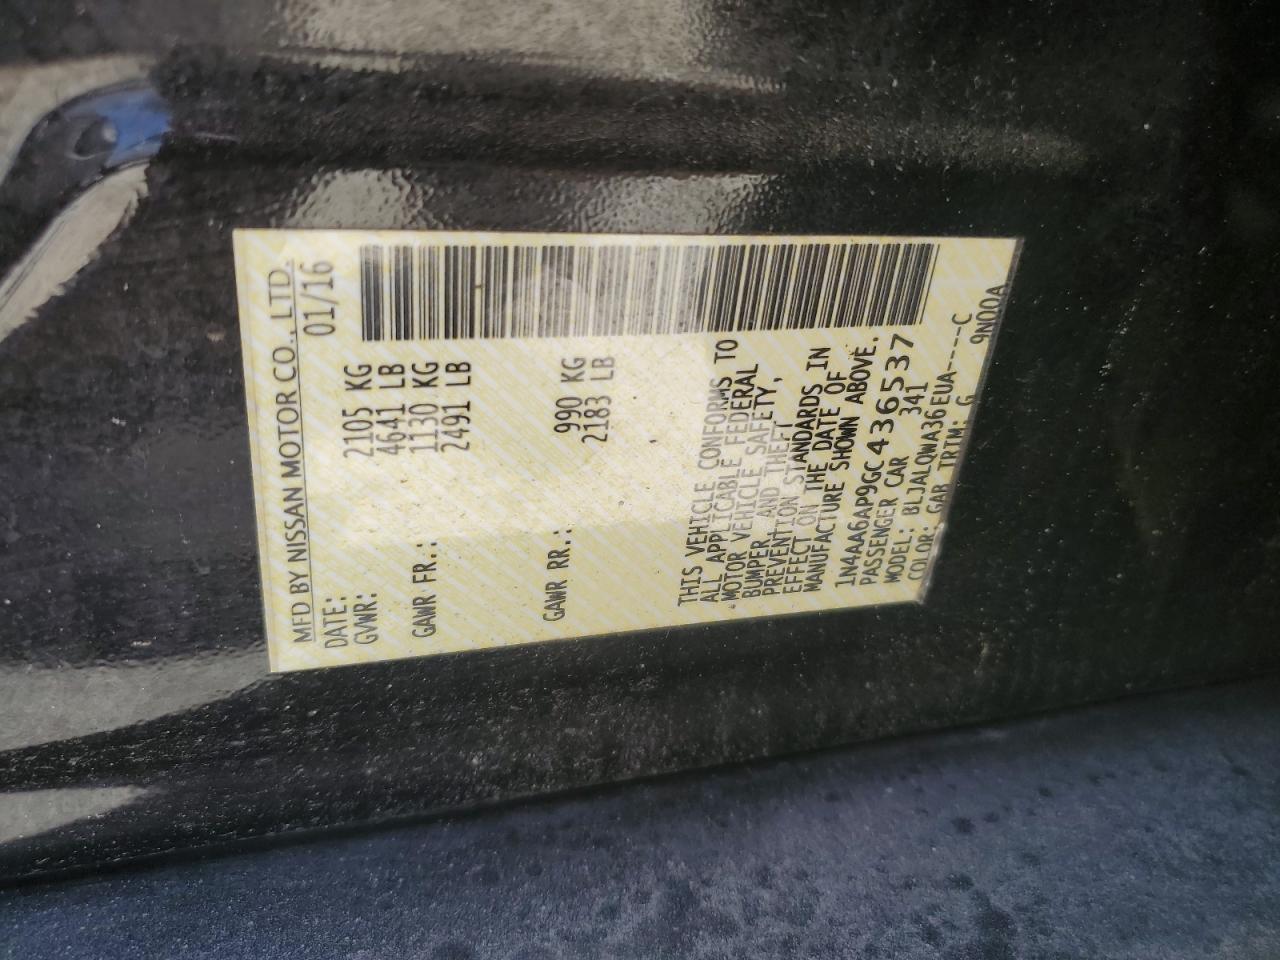 MFD BY NISSAN MOTOR CO., LTD.
DATE: 01/16
GVWR: 2105 KG
4641 LB
GAWR FR.: 1130 KG
2491 LB
GAWR RR.: 990 KG
2183 LB
THIS VEHICLE CONFORMS TO
ALL APPLICABLE FEDERAL
MOTOR VEHICLE SAFETY,
BUMPER, AND THEFT
PREVENTION STANDARDS IN
EFFECT ON THE DATE OF
MANUFACTURE SHOWN ABOVE.
1N4AA6AP9GC436537
PASSENGER CAR 341
MODEL: BLJALQWA36EUA-----C
COLOR: GAB TRIM: G 9N00A